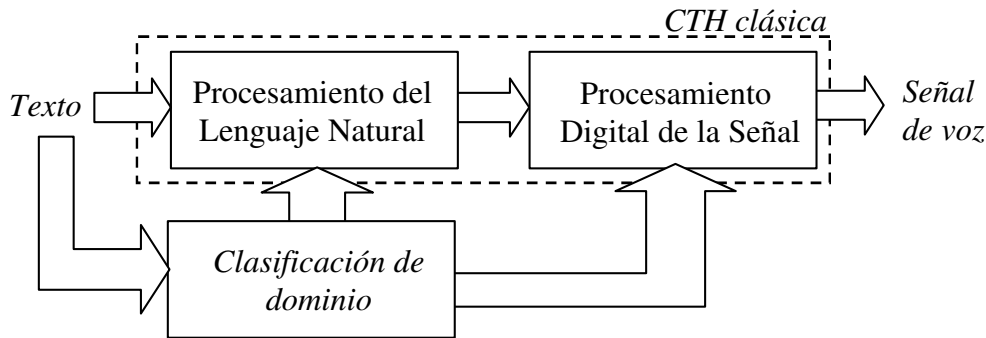 CTH clásica
Texto
Procesamiento del
Lenguaje Natural
Procesamiento
Digital de la Señal
Señal
de voz
Clasificación de
dominio